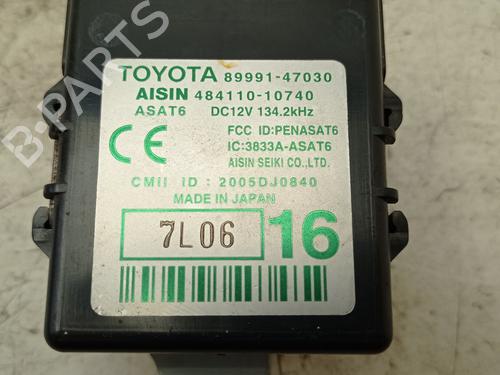 B-PARTS
TOYOTA 89991-47030
AISIN 484110-10740
ASAT6 DC12V 134.2kHz
CE FCC ID:PENASAT6
IC:3833A-ASAT6
AISIN SEIKI CO.,LTD.
CMII ID : 2005DJ0840
MADE IN JAPAN
7L06 16